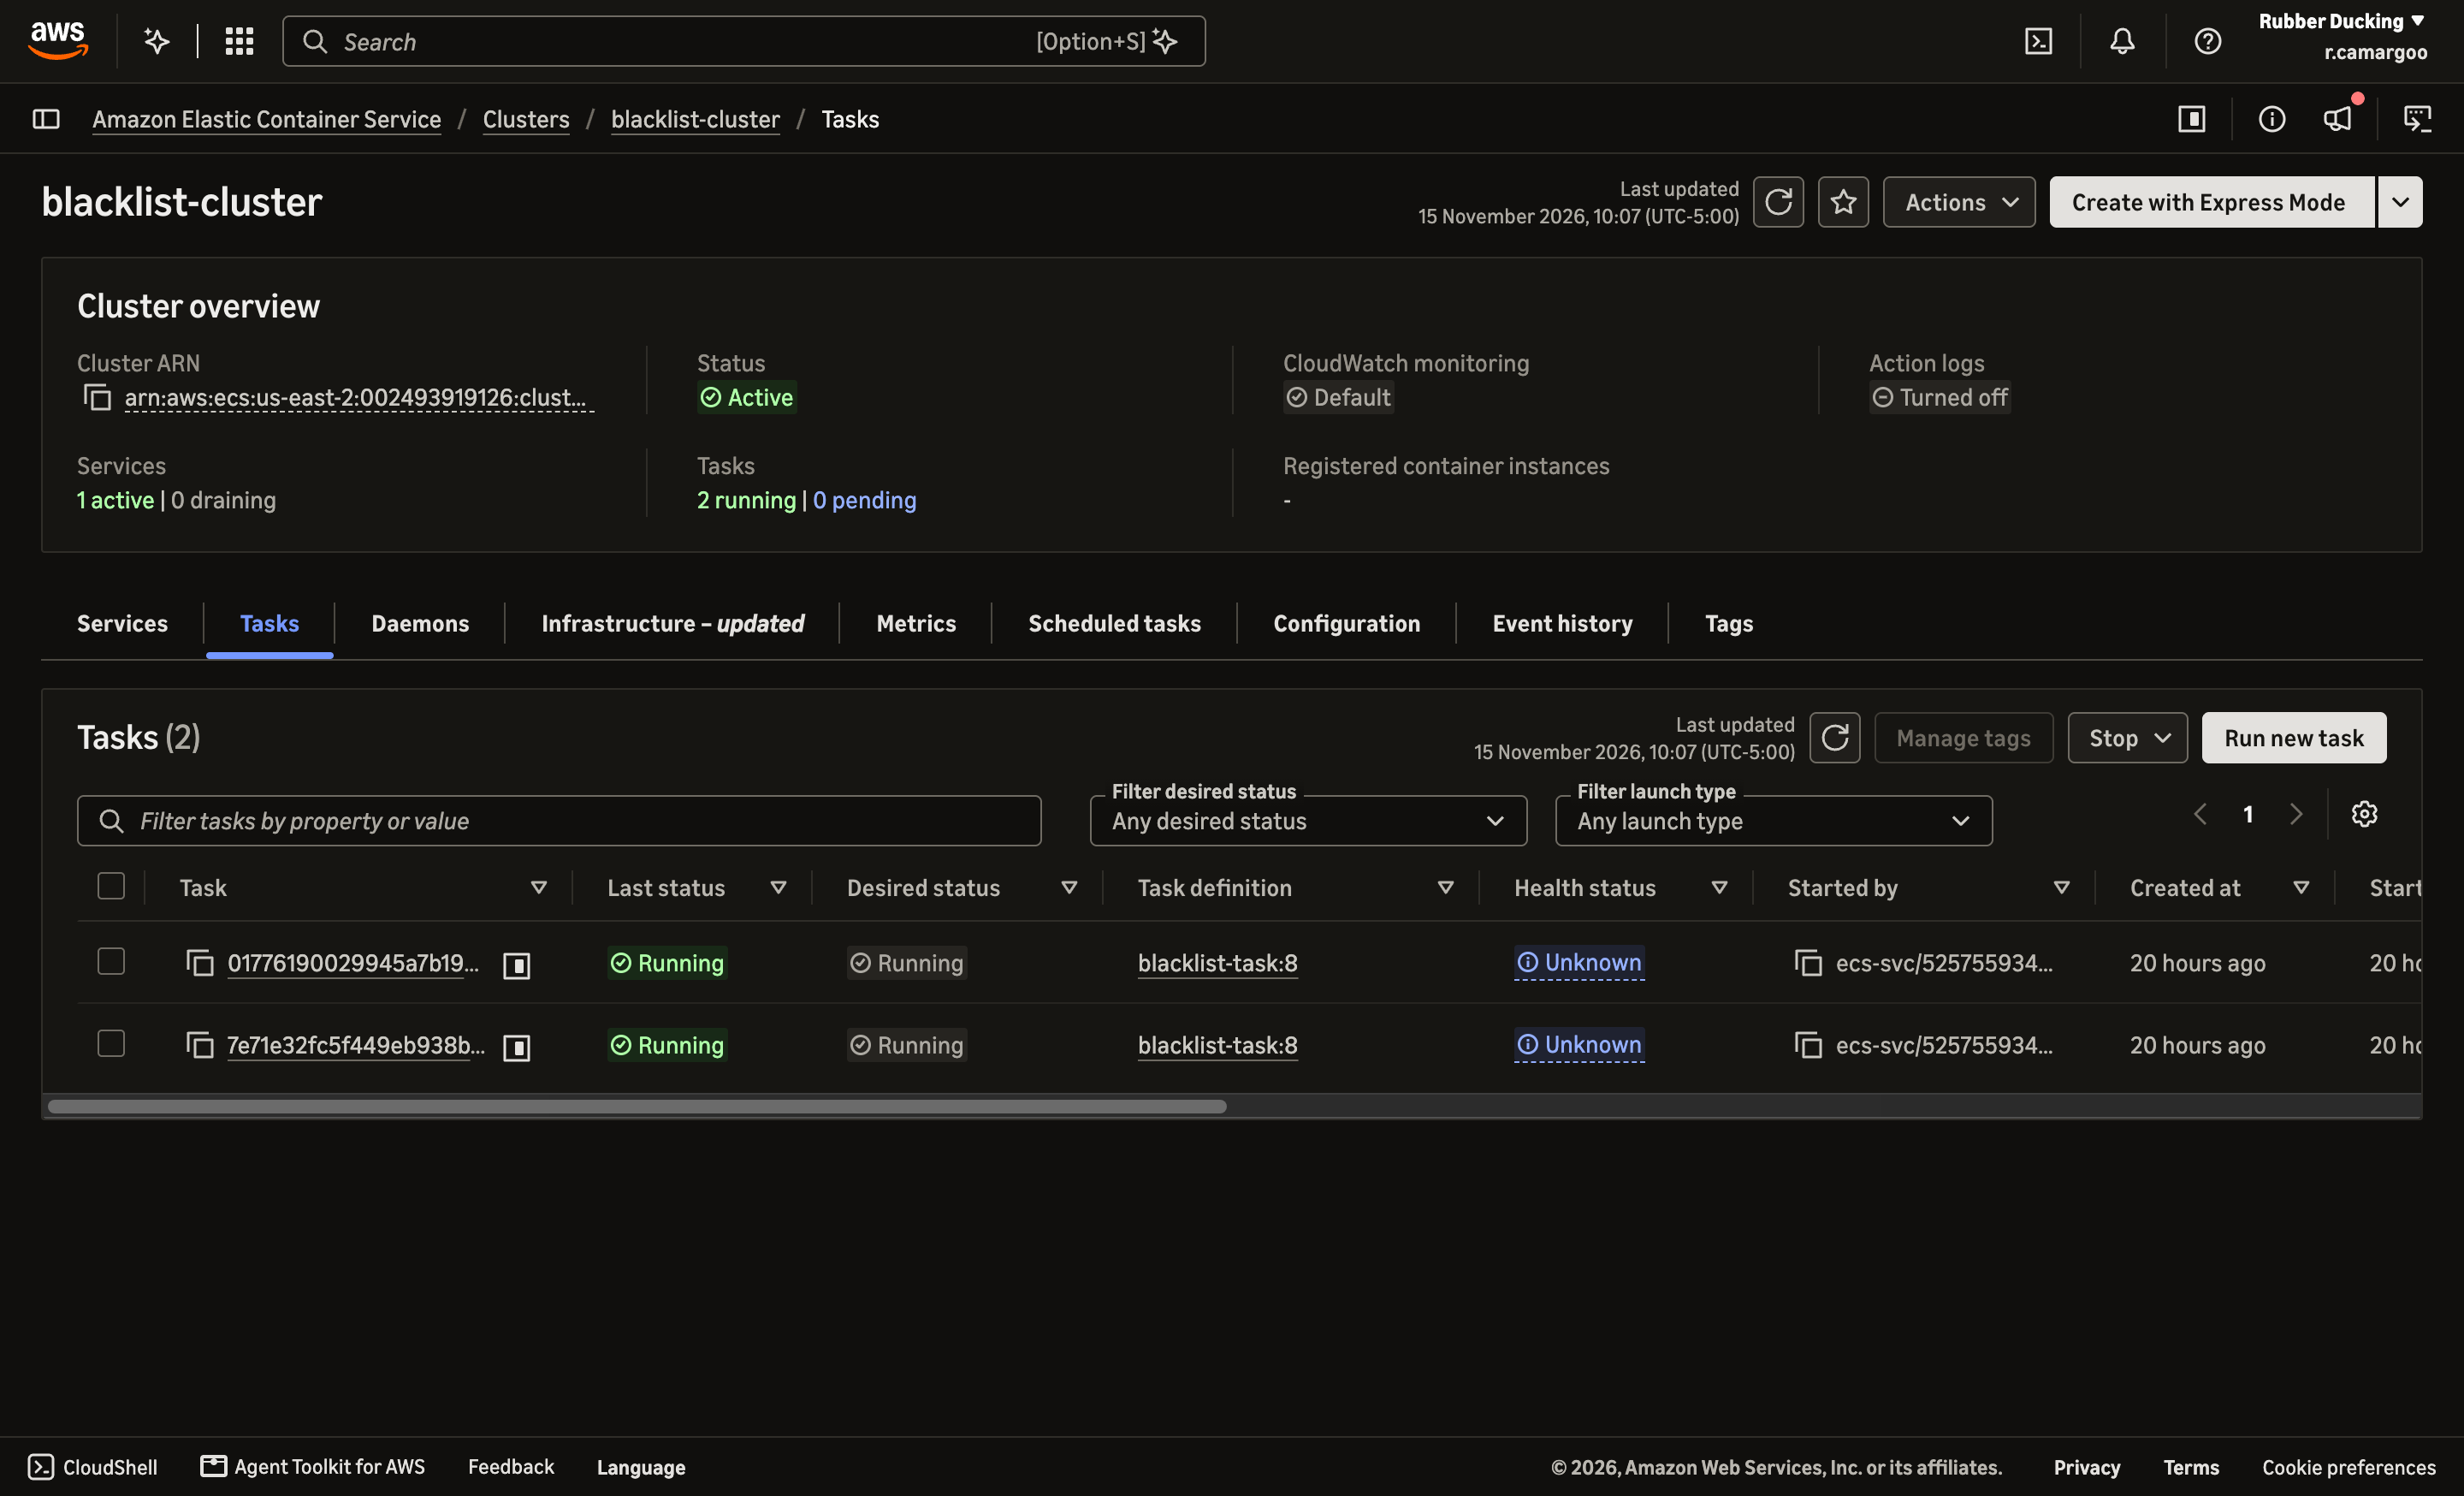 aws
Search [Option+S]
Rubber Ducking
r.camargoo
Amazon Elastic Container Service / Clusters / blacklist-cluster / Tasks
blacklist-cluster
Last updated
15 November 2026, 10:07 (UTC-5:00)
Actions
Create with Express Mode
Cluster overview
Cluster ARN
arn:aws:ecs:us-east-2:002493919126:clust...
Status
Active
CloudWatch monitoring
Default
Action logs
Turned off
Services
1 active | 0 draining
Tasks
2 running | 0 pending
Registered container instances
-
Services Tasks Daemons Infrastructure – updated Metrics Scheduled tasks Configuration Event history Tags
Tasks (2)
Last updated
15 November 2026, 10:07 (UTC-5:00)
Manage tags
Stop
Run new task
Filter tasks by property or value
Filter desired status
Any desired status
Filter launch type
Any launch type
1
Task Last status Desired status Task definition Health status Started by Created at Start
01776190029945a7b19... Running Running blacklist-task:8 Unknown ecs-svc/525755934... 20 hours ago 20 h
7e71e32fc5f449eb938b... Running Running blacklist-task:8 Unknown ecs-svc/525755934... 20 hours ago 20 h
CloudShell Agent Toolkit for AWS Feedback Language © 2026, Amazon Web Services, Inc. or its affiliates. Privacy Terms Cookie preferences